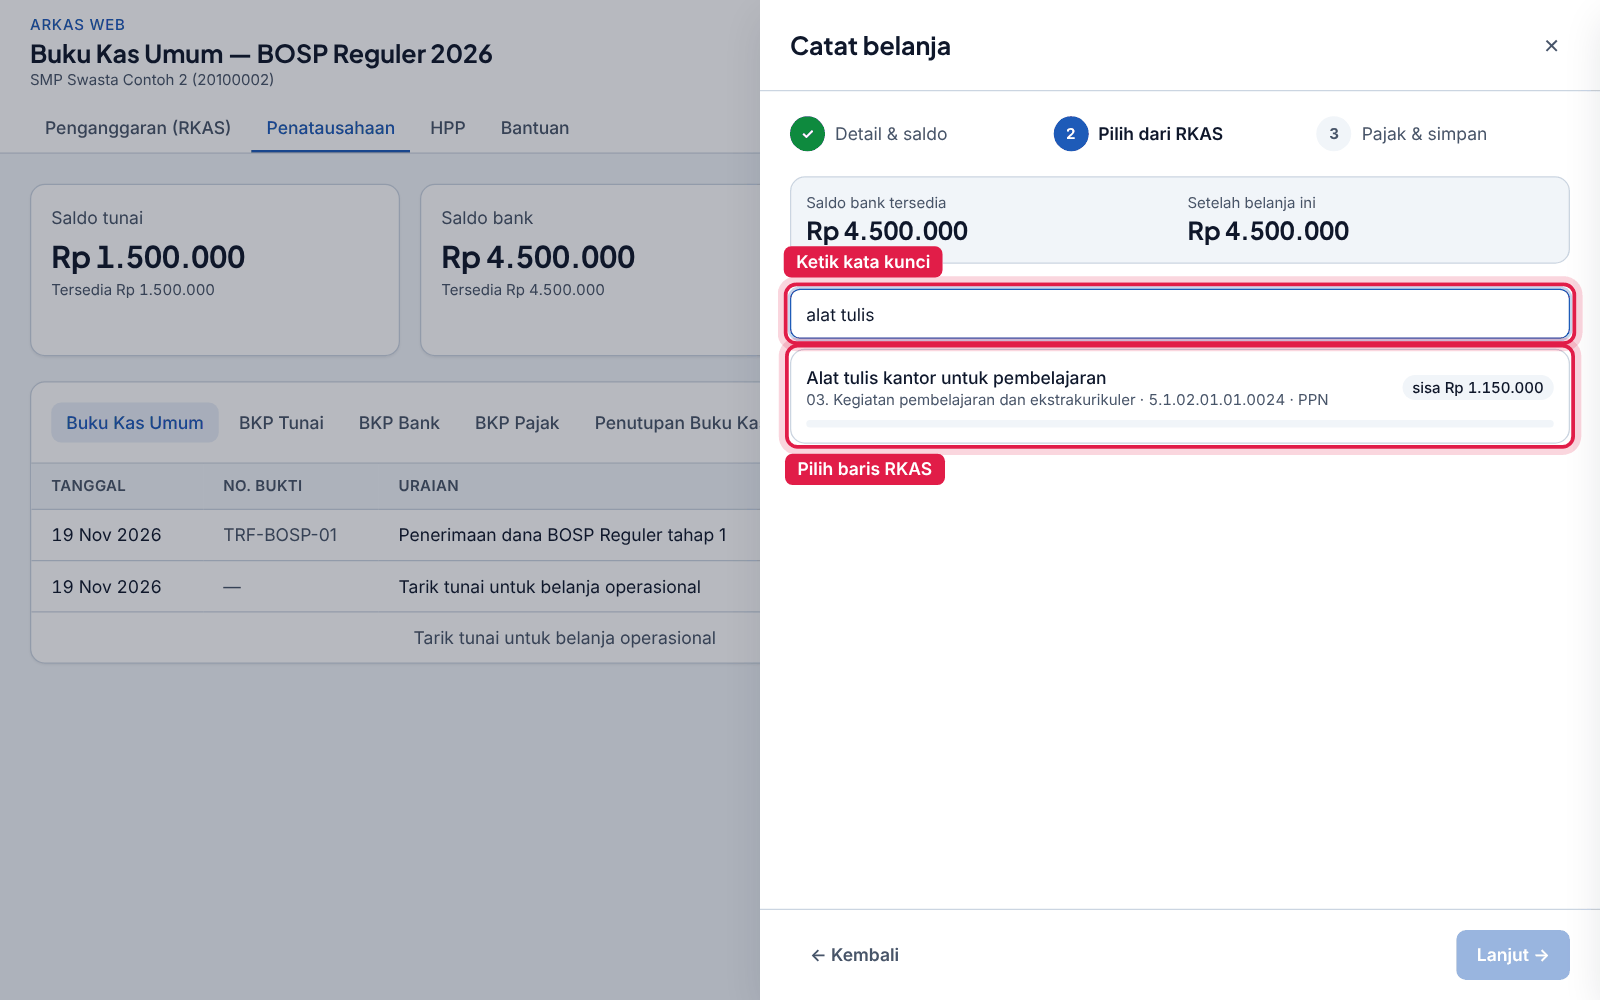 ARKAS WEB
Buku Kas Umum — BOSP Reguler 2026
SMP Swasta Contoh 2 (20100002)
Penganggaran (RKAS) Penatausahaan HPP Bantuan
Saldo tunai
Rp 1.500.000
Tersedia Rp 1.500.000
Saldo bank
Rp 4.500.000
Tersedia Rp 4.500.000
Buku Kas Umum BKP Tunai BKP Bank BKP Pajak Penutupan Buku Ka
TANGGAL NO. BUKTI URAIAN
19 Nov 2026 TRF-BOSP-01 Penerimaan dana BOSP Reguler tahap 1
19 Nov 2026 — Tarik tunai untuk belanja operasional
Tarik tunai untuk belanja operasional
Catat belanja ×
✓ Detail & saldo 2 Pilih dari RKAS 3 Pajak & simpan
Saldo bank tersedia
Rp 4.500.000
Setelah belanja ini
Rp 4.500.000
Ketik kata kunci
alat tulis
Alat tulis kantor untuk pembelajaran
03. Kegiatan pembelajaran dan ekstrakurikuler · 5.1.02.01.01.0024 · PPN
sisa Rp 1.150.000
Pilih baris RKAS
← Kembali Lanjut →